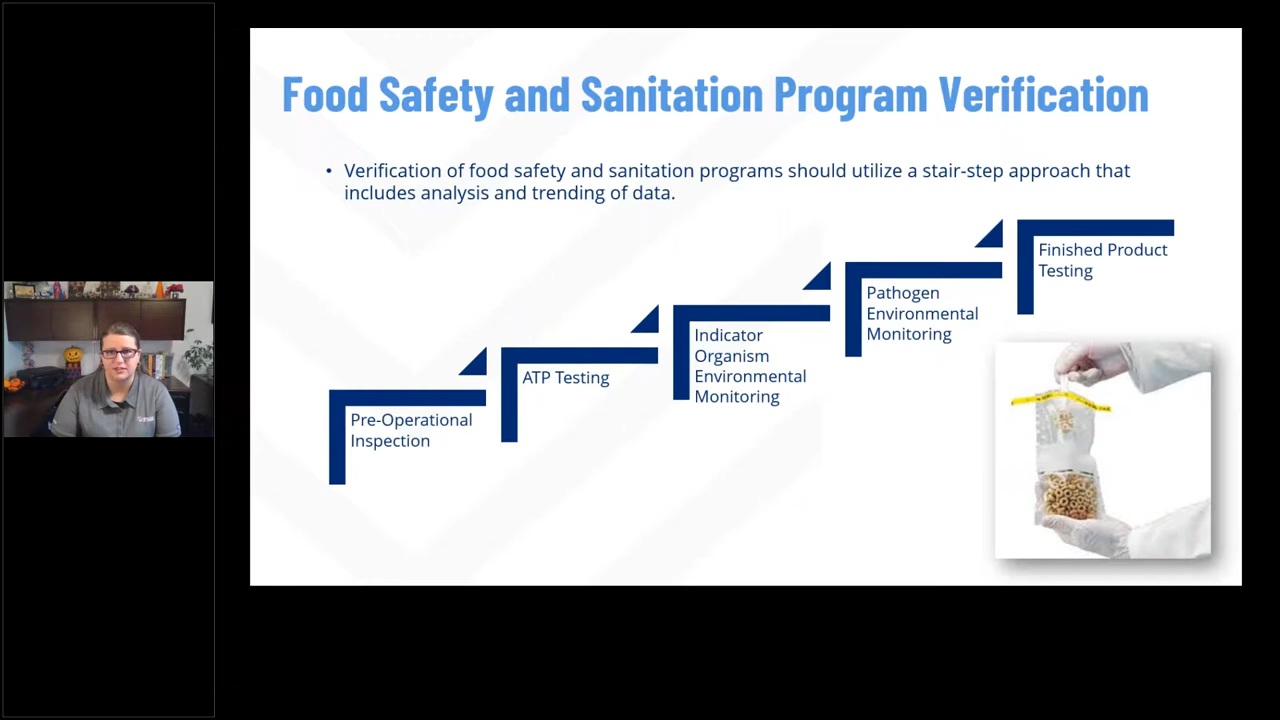 Food Safety and Sanitation Program Verification
• Verification of food safety and sanitation programs should utilize a stair-step approach that
includes analysis and trending of data.
Pre-Operational
Inspection
ATP Testing
Indicator
Organism
Environmental
Monitoring
Pathogen
Environmental
Monitoring
Finished Product
Testing